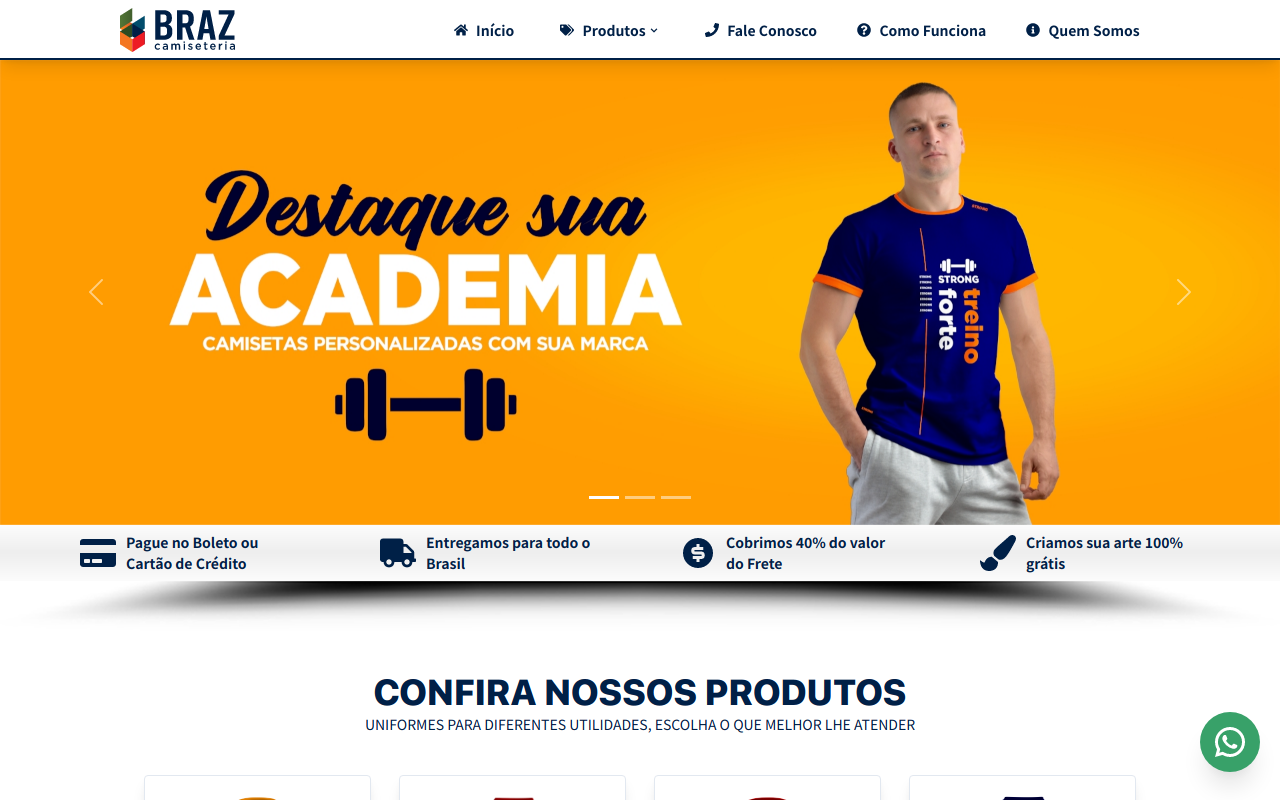 BRAZ
camiseteria
Início
Produtos
Fale Conosco
Como Funciona
Quem Somos
Destaque sua
ACADEMIA
CAMISETAS PERSONALIZADAS COM SUA MARCA
STRONG
treino
forte
Pague no Boleto ou
Cartão de Crédito
Entregamos para todo o
Brasil
Cobrimos 40% do valor
do Frete
Criamos sua arte 100%
grátis
CONFIRA NOSSOS PRODUTOS
UNIFORMES PARA DIFERENTES UTILIDADES, ESCOLHA O QUE MELHOR LHE ATENDER